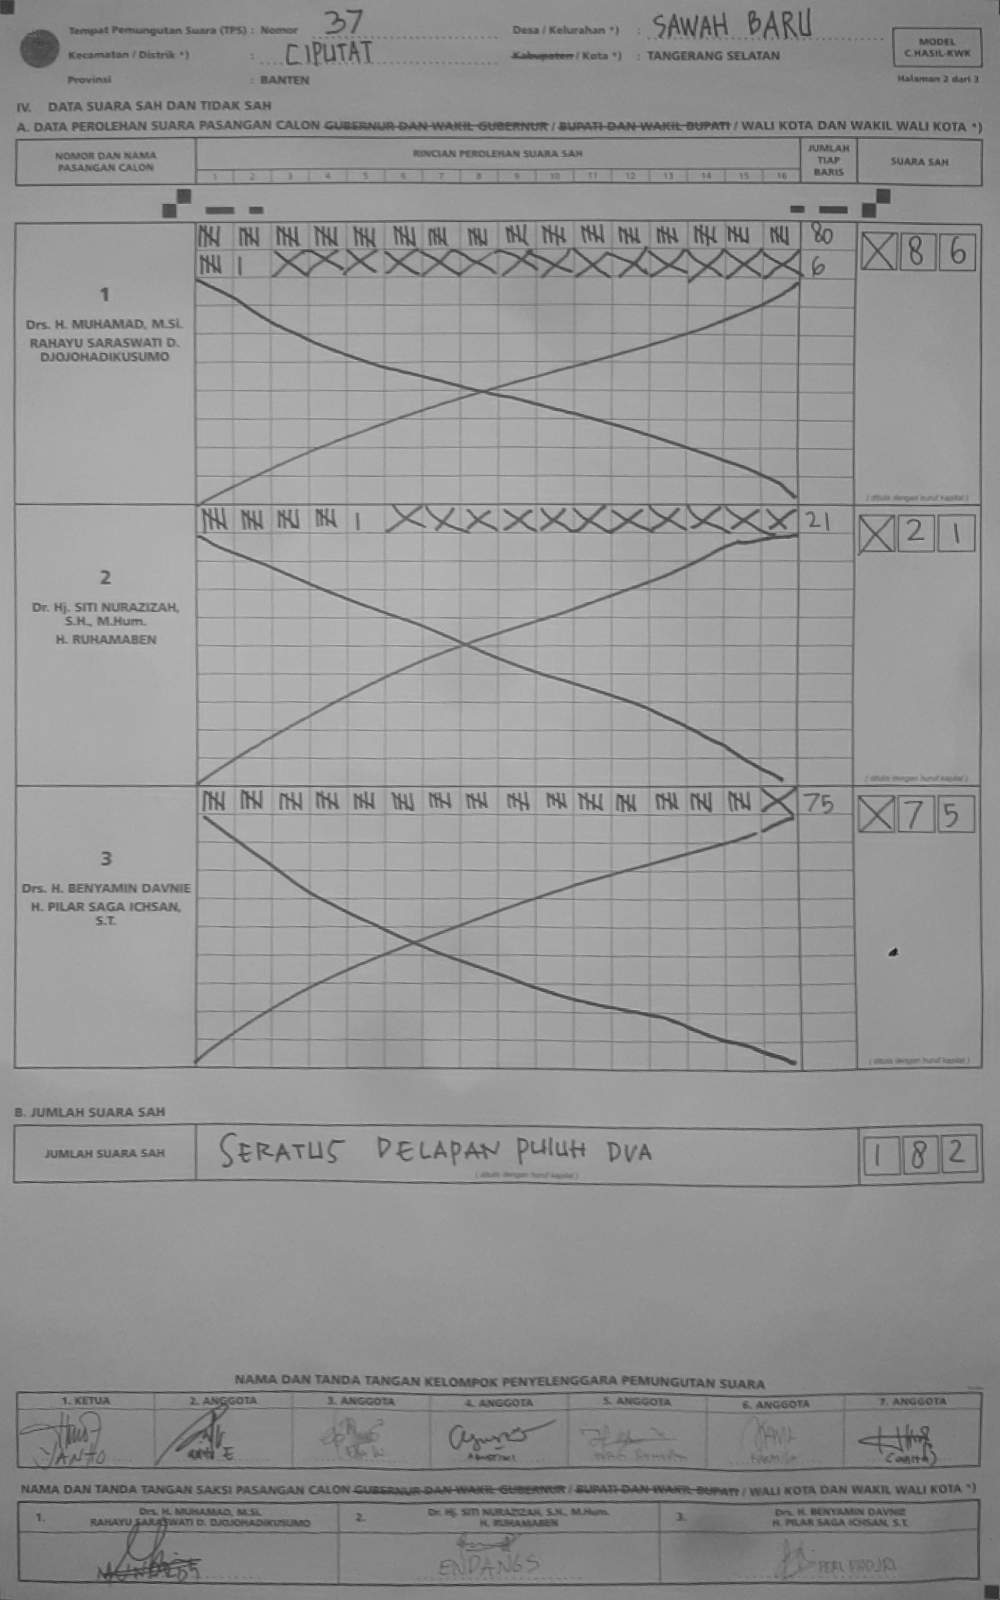 Tempat Pemungutan Suara (TPS) : Nomor 37 Desa / Kelurahan *) : SAWAH BARU
Kecamatan / Distrik *) : CIPUTAT Kabupaten / Kota *) : TANGERANG SELATAN
Provinsi : BANTEN
MODEL
C.HASIL-KWK
Halaman 2 dari 3
IV. DATA SUARA SAH DAN TIDAK SAH
A. DATA PEROLEHAN SUARA PASANGAN CALON GUBERNUR DAN WAKIL GUBERNUR / BUPATI DAN WAKIL BUPATI / WALI KOTA DAN WAKIL WALI KOTA *)
NOMOR DAN NAMA PASANGAN CALON
RINCIAN PEROLEHAN SUARA SAH
1 2 3 4 5 6 7 8 9 10 11 12 13 14 15 16
JUMLAH TIAP BARIS
SUARA SAH
1
Drs. H. MUHAMAD, M.Si.
RAHAYU SARASWATI D.
DJOJOHADIKUSUMO
80
6
X 8 6
(ditulis dengan huruf kapital)
2
Dr. Hj. SITI NURAZIZAH,
S.H., M.Hum.
H. RUHAMABEN
21
X 2 1
(ditulis dengan huruf kapital)
3
Drs. H. BENYAMIN DAVNIE
H. PILAR SAGA ICHSAN,
S.T.
75
X 7 5
(ditulis dengan huruf kapital)
B. JUMLAH SUARA SAH
JUMLAH SUARA SAH SERATUS DELAPAN PULUH DUA 1 8 2
(ditulis dengan huruf kapital)
NAMA DAN TANDA TANGAN KELOMPOK PENYELENGGARA PEMUNGUTAN SUARA
1. KETUA 2. ANGGOTA 3. ANGGOTA 4. ANGGOTA 5. ANGGOTA 6. ANGGOTA 7. ANGGOTA
YANTO
NAMA DAN TANDA TANGAN SAKSI PASANGAN CALON GUBERNUR DAN WAKIL GUBERNUR / BUPATI DAN WAKIL BUPATI / WALI KOTA DAN WAKIL WALI KOTA *)
1. Drs. H. MUHAMAD, M.Si.
RAHAYU SARASWATI D. DJOJOHADIKUSUMO
2. Dr. Hj. SITI NURAZIZAH, S.H., M.Hum.
H. RUHAMABEN
3. Drs. H. BENYAMIN DAVNIE
H. PILAR SAGA ICHSAN, S.T.
ENDANGS